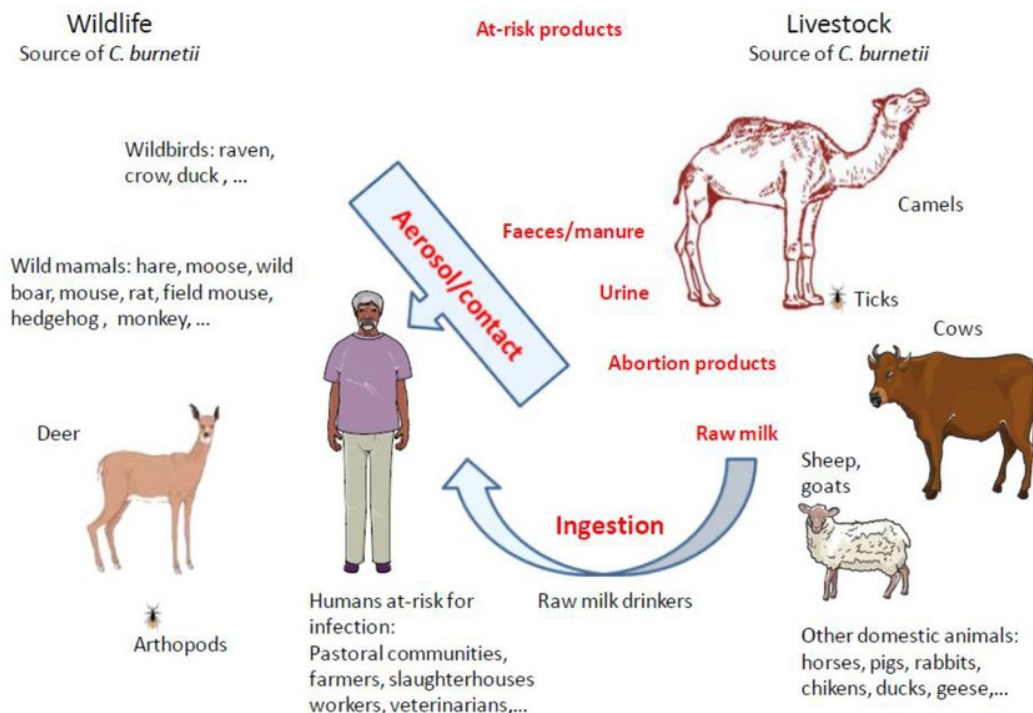 Wildlife
Source of C. burnetii
At-risk products
Livestock
Source of C. burnetii
Wildbirds: raven,
crow, duck , ...
Camels
Aerosol/contact
Faeces/manure
Wild mamals: hare, moose, wild
boar, mouse, rat, field mouse,
hedgehog , monkey, ...
Urine
Ticks
Cows
Abortion products
Deer
Raw milk
Sheep,
goats
Ingestion
Arthopods
Humans at-risk for
infection:
Pastoral communities,
farmers, slaughterhouses
workers, veterinarians,...
Raw milk drinkers
Other domestic animals:
horses, pigs, rabbits,
chikens, ducks, geese,...